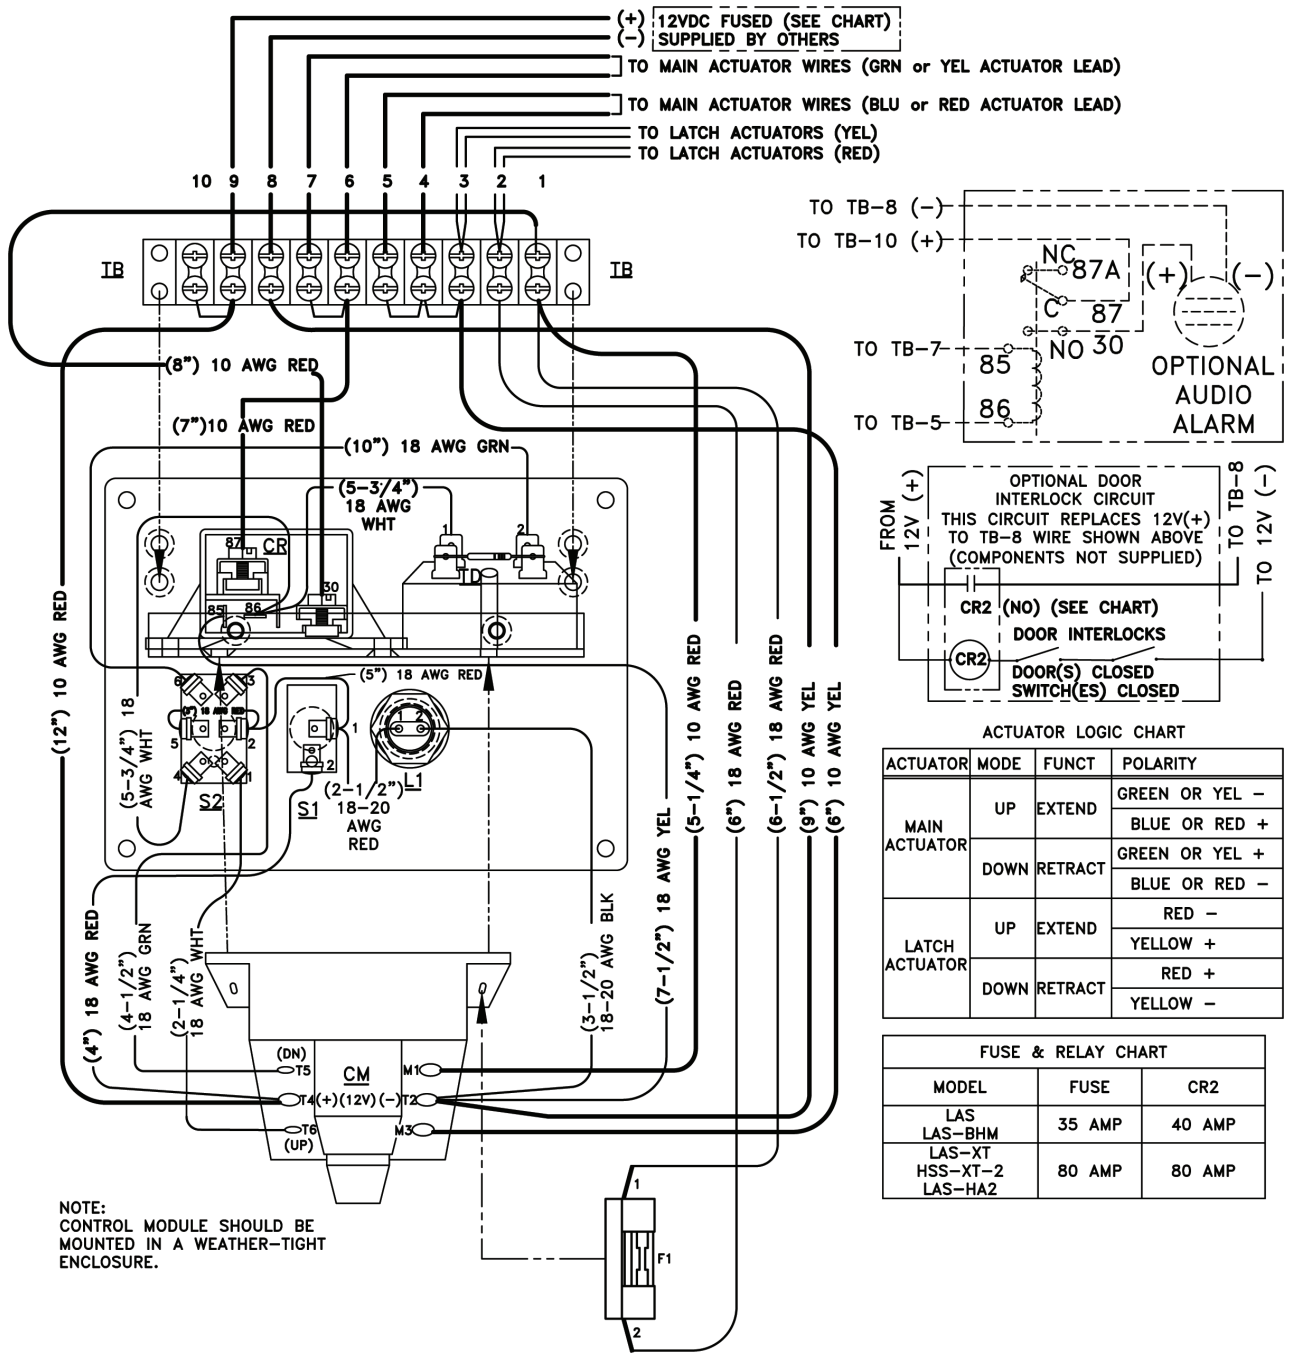 (+) 12VDC FUSED (SEE CHART)
(-) SUPPLIED BY OTHERS
TO MAIN ACTUATOR WIRES (GRN or YEL ACTUATOR LEAD)
TO MAIN ACTUATOR WIRES (BLU or RED ACTUATOR LEAD)
TO LATCH ACTUATORS (YEL)
TO LATCH ACTUATORS (RED)
10 9 8 7 6 5 4 3 2 1
TB
TB
(8") 10 AWG RED
(7")10 AWG RED
(10") 18 AWG GRN
(5-3/4")
18 AWG
WHT
87
CR
30
85
86
1
2
TD
(5") 18 AWG RED
6
3
(2") 18 AWG RED
5
2
4
1
S2
1
2
S1
1 2
L1
(2-1/2")
18-20
AWG
RED
(12") 10 AWG RED
(5-3/4") 18
AWG WHT
(4") 18 AWG RED
(4-1/2")
18 AWG GRN
(2-1/4")
18 AWG WHT
(3-1/2")
18-20 AWG BLK
(7-1/2") 18 AWG YEL
(5-1/4") 10 AWG RED
(6") 18 AWG RED
(6-1/2") 18 AWG RED
(9") 10 AWG YEL
(6") 10 AWG YEL
(DN)
T5
CM
M1
T4(+)(12V)(-)T2
T6
(UP)
M3
1
F1
2
NOTE:
CONTROL MODULE SHOULD BE
MOUNTED IN A WEATHER-TIGHT
ENCLOSURE.
TO TB-8 (-)
TO TB-10 (+)
NC
87A
(+)
(-)
C
87
NO 30
TO TB-7
85
86
TO TB-5
OPTIONAL
AUDIO
ALARM
FROM
12V (+)
OPTIONAL DOOR
INTERLOCK CIRCUIT
THIS CIRCUIT REPLACES 12V(+)
TO TB-8 WIRE SHOWN ABOVE
(COMPONENTS NOT SUPPLIED)
TO TB-8
TO 12V (-)
CR2 (NO) (SEE CHART)
DOOR INTERLOCKS
CR2
DOOR(S) CLOSED
SWITCH(ES) CLOSED
ACTUATOR LOGIC CHART
ACTUATOR MODE FUNCT POLARITY
MAIN
ACTUATOR
UP EXTEND
GREEN OR YEL -
BLUE OR RED +
DOWN RETRACT
GREEN OR YEL +
BLUE OR RED -
LATCH
ACTUATOR
UP EXTEND
RED -
YELLOW +
DOWN RETRACT
RED +
YELLOW -
FUSE & RELAY CHART
MODEL FUSE CR2
LAS
LAS-BHM
35 AMP 40 AMP
LAS-XT
HSS-XT-2
LAS-HA2
80 AMP 80 AMP